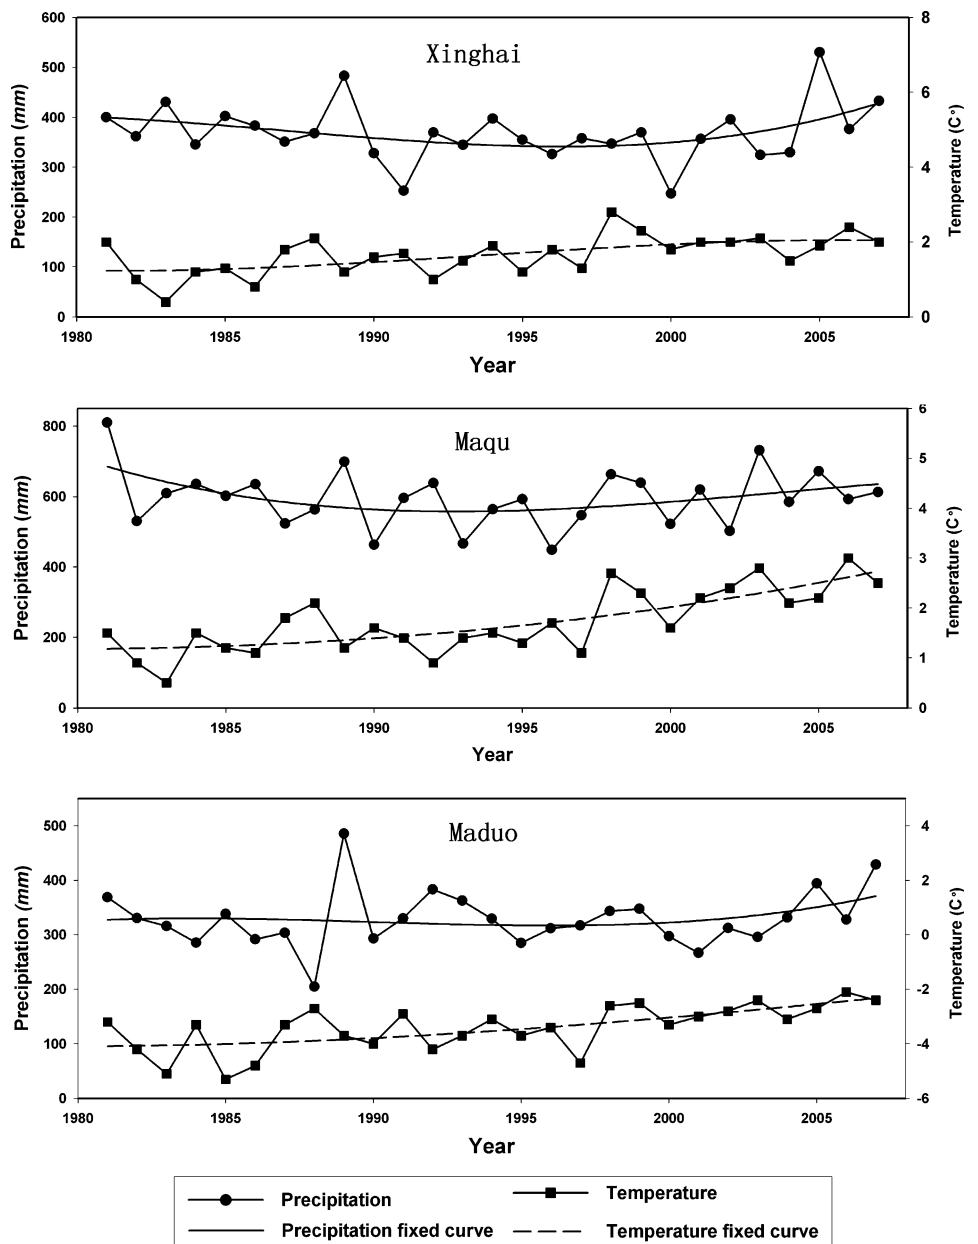 Xinghai
Precipitation (mm)
600
500
400
300
200
100
0
8
6
4
2
0
Temperature (C°)
1980 1985 1990 1995 2000 2005
Year
Maqu
Precipitation (mm)
800
600
400
200
0
6
5
4
3
2
1
0
Temperature (C°)
1980 1985 1990 1995 2000 2005
Year
Maduo
Precipitation (mm)
500
400
300
200
100
0
4
2
0
-2
-4
-6
Temperature (C°)
1980 1985 1990 1995 2000 2005
Year
Precipitation Temperature
Precipitation fixed curve Temperature fixed curve